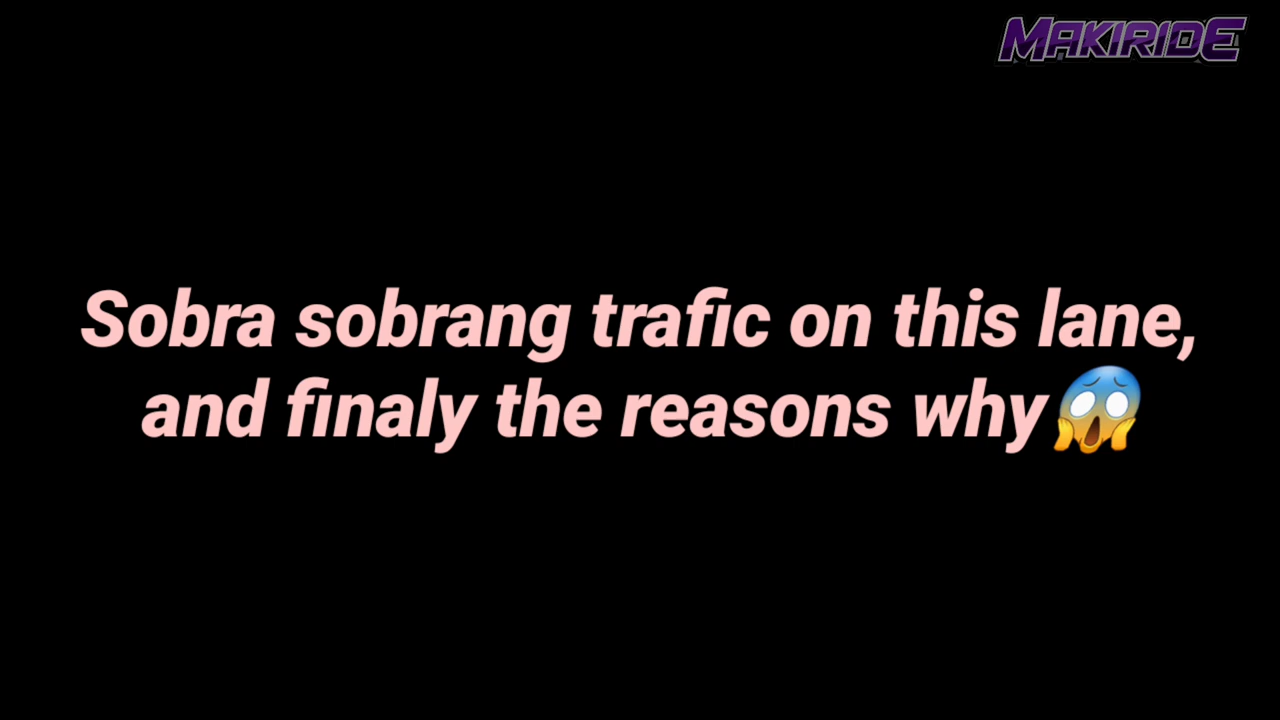 MAKIRIDE
Sobra sobrang trafic on this lane,
and finaly the reasons why😱